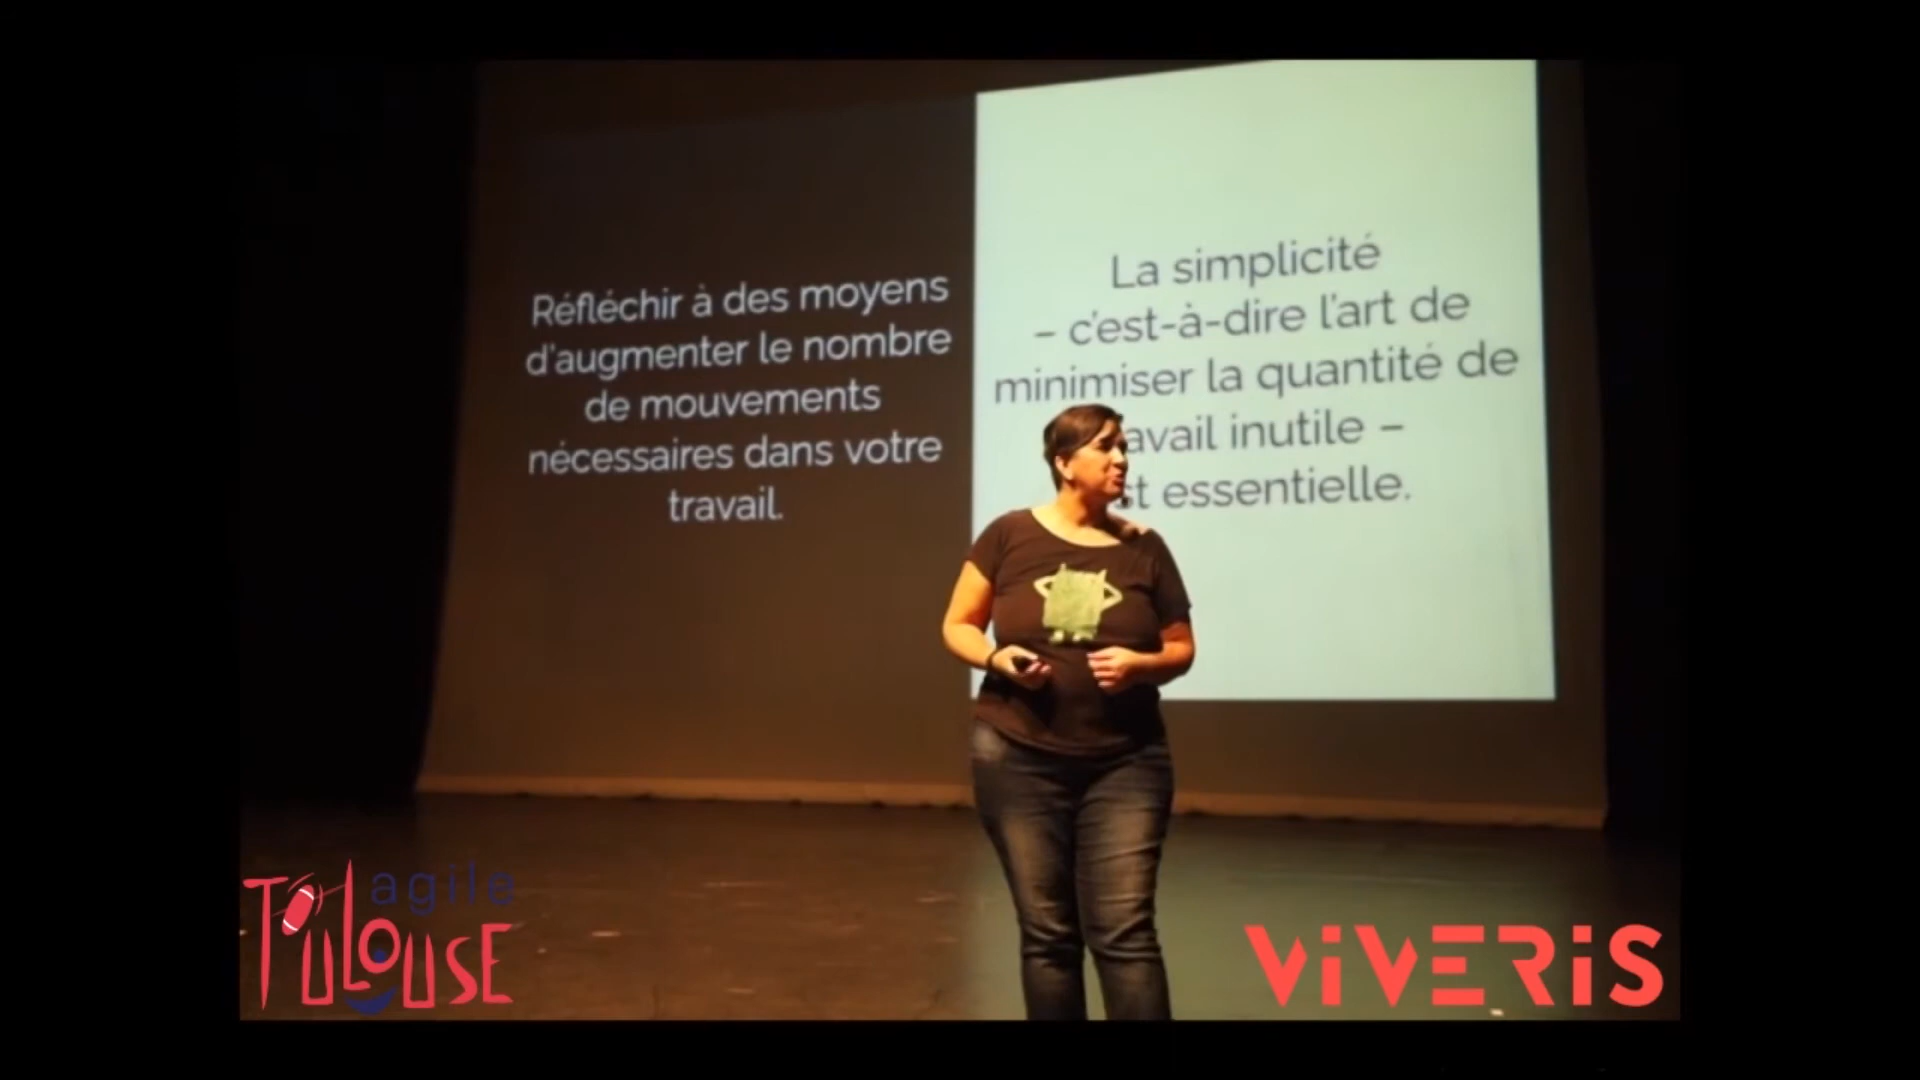 Réfléchir à des moyens
d'augmenter le nombre
de mouvements
nécessaires dans votre
travail.
La simplicité
– c'est-à-dire l'art de
minimiser la quantité de
avail inutile –
st essentielle.
agile
TOULOUSE
ViVERiS